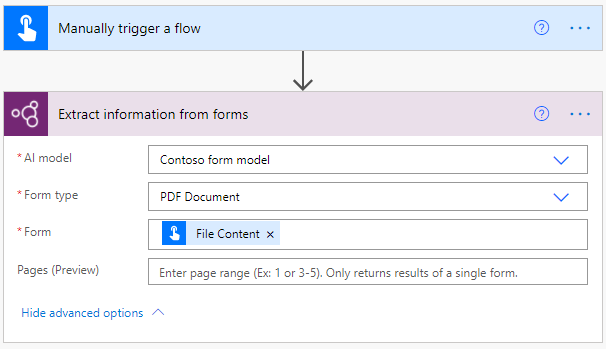 Manually trigger a flow
Extract information from forms
* AI model
Contoso form model
* Form type
PDF Document
* Form
File Content ×
Pages (Preview)
Enter page range (Ex: 1 or 3-5). Only returns results of a single form.
Hide advanced options